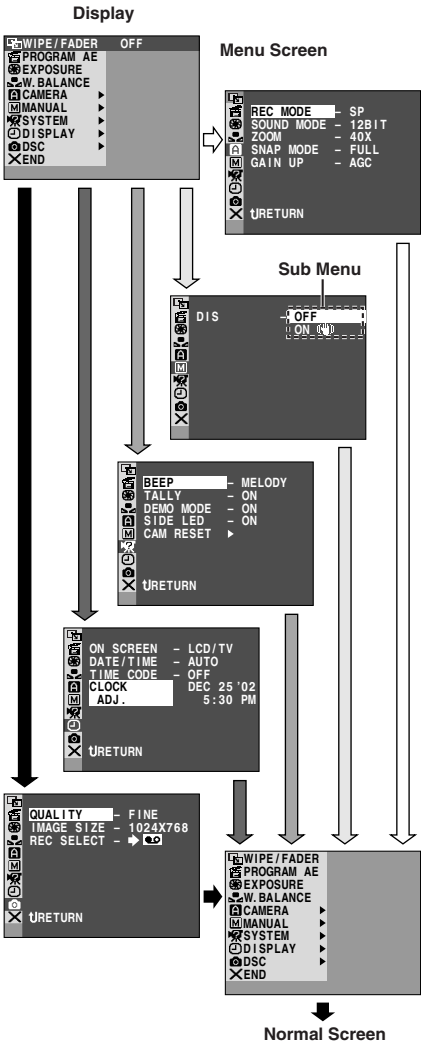 Display
WIPE/FADER OFF
PROGRAM AE
EXPOSURE
W. BALANCE
CAMERA
MANUAL
SYSTEM
DISPLAY
DSC
END
Menu Screen
REC MODE – SP
SOUND MODE – 12BIT
ZOOM – 40X
SNAP MODE – FULL
GAIN UP – AGC
RETURN
Sub Menu
DIS – OFF
ON
BEEP – MELODY
TALLY – ON
DEMO MODE – ON
SIDE LED – ON
CAM RESET
RETURN
ON SCREEN – LCD/TV
DATE/TIME – AUTO
TIME CODE – OFF
CLOCK DEC 25 '02
ADJ. 5:30 PM
RETURN
QUALITY – FINE
IMAGE SIZE – 1024X768
REC SELECT –
RETURN
WIPE/FADER
PROGRAM AE
EXPOSURE
W. BALANCE
CAMERA
MANUAL
SYSTEM
DISPLAY
DSC
END
Normal Screen